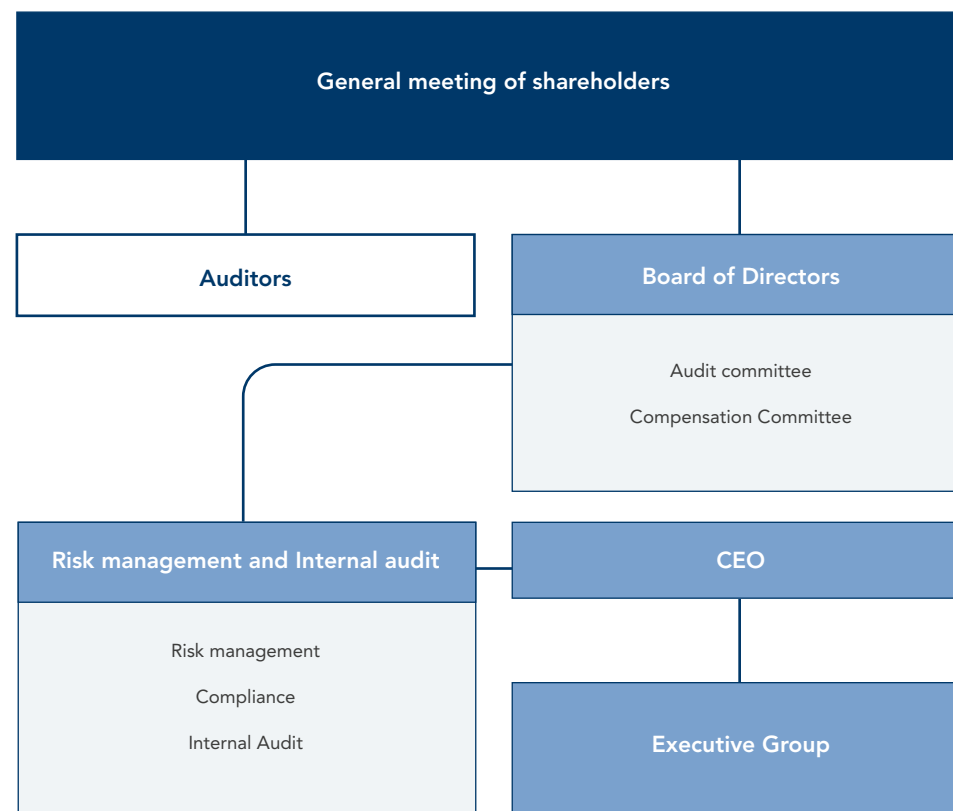 General meeting of shareholders
Auditors
Board of Directors
Audit committee
Compensation Committee
Risk management and Internal audit
CEO
Risk management
Compliance
Internal Audit
Executive Group